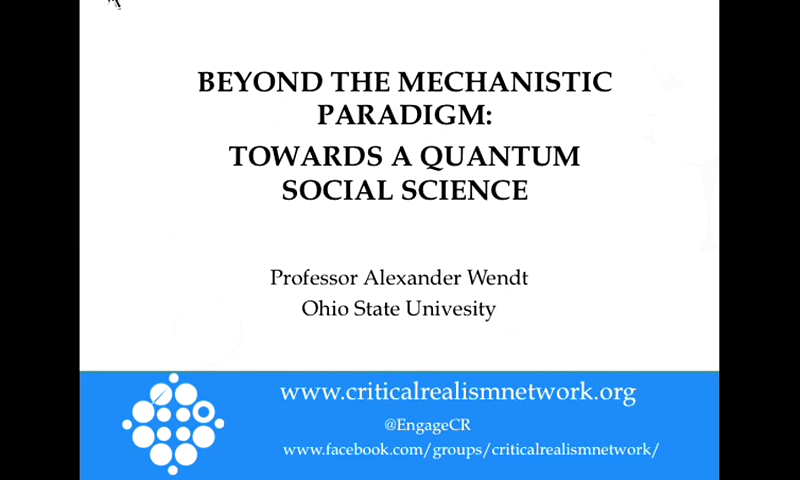 BEYOND THE MECHANISTIC
PARADIGM:
TOWARDS A QUANTUM
SOCIAL SCIENCE
Professor Alexander Wendt
Ohio State Univesity
www.criticalrealismnetwork.org
@EngageCR
www.facebook.com/groups/criticalrealismnetwork/